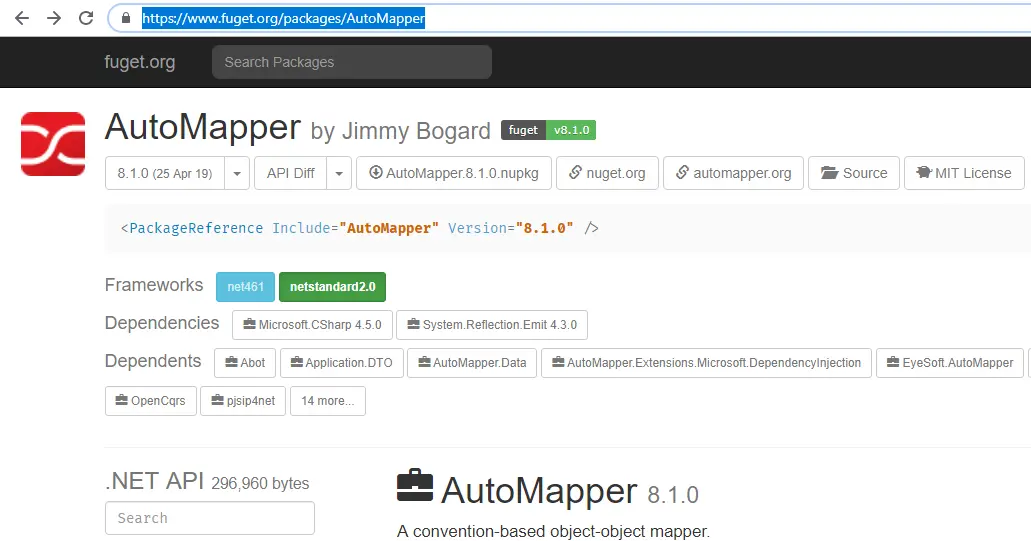 https://www.fuget.org/packages/AutoMapper
fuget.org Search Packages
AutoMapper by Jimmy Bogard fuget v8.1.0
8.1.0 (25 Apr 19) API Diff AutoMapper.8.1.0.nupkg nuget.org automapper.org Source MIT License
<PackageReference Include="AutoMapper" Version="8.1.0" />
Frameworks net461 netstandard2.0
Dependencies Microsoft.CSharp 4.5.0 System.Reflection.Emit 4.3.0
Dependents Abot Application.DTO AutoMapper.Data AutoMapper.Extensions.Microsoft.DependencyInjection EyeSoft.AutoMapper
OpenCqrs pjsip4net 14 more...
.NET API 296,960 bytes AutoMapper 8.1.0
Search
A convention-based object-object mapper.